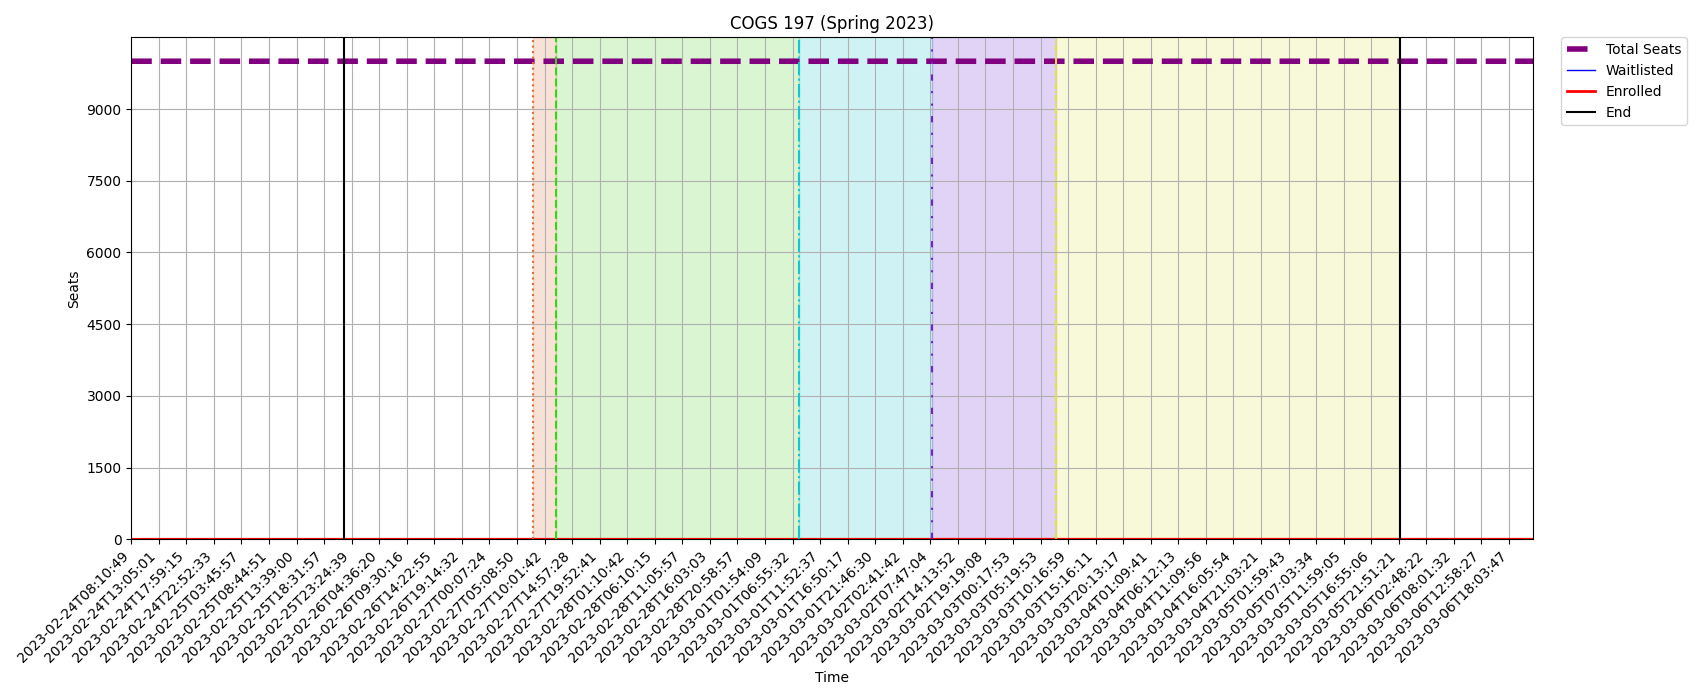 COGS 197 (Spring 2023)
Total Seats
Waitlisted
Enrolled
End
Seats
9000
7500
6000
4500
3000
1500
0
2023-02-24T08:10:49
2023-02-24T13:05:01
2023-02-24T17:59:15
2023-02-24T22:52:33
2023-02-25T03:45:57
2023-02-25T08:44:51
2023-02-25T13:39:00
2023-02-25T18:31:57
2023-02-25T23:24:39
2023-02-26T04:36:20
2023-02-26T09:30:16
2023-02-26T14:22:55
2023-02-26T19:14:32
2023-02-27T00:07:24
2023-02-27T05:08:50
2023-02-27T10:01:42
2023-02-27T14:57:28
2023-02-27T19:52:41
2023-02-28T01:10:42
2023-02-28T06:10:15
2023-02-28T11:05:57
2023-02-28T16:03:03
2023-02-28T20:58:57
2023-03-01T01:54:09
2023-03-01T06:55:32
2023-03-01T11:52:37
2023-03-01T16:50:17
2023-03-01T21:46:30
2023-03-02T02:41:42
2023-03-02T07:47:04
2023-03-02T14:13:52
2023-03-02T19:19:08
2023-03-03T00:17:53
2023-03-03T05:19:53
2023-03-03T10:16:59
2023-03-03T15:16:11
2023-03-03T20:13:17
2023-03-04T01:09:41
2023-03-04T06:12:13
2023-03-04T11:09:56
2023-03-04T16:05:54
2023-03-04T21:03:21
2023-03-05T01:59:43
2023-03-05T07:03:34
2023-03-05T11:59:05
2023-03-05T16:55:06
2023-03-05T21:51:21
2023-03-06T02:48:22
2023-03-06T08:01:32
2023-03-06T12:58:27
2023-03-06T18:03:47
Time